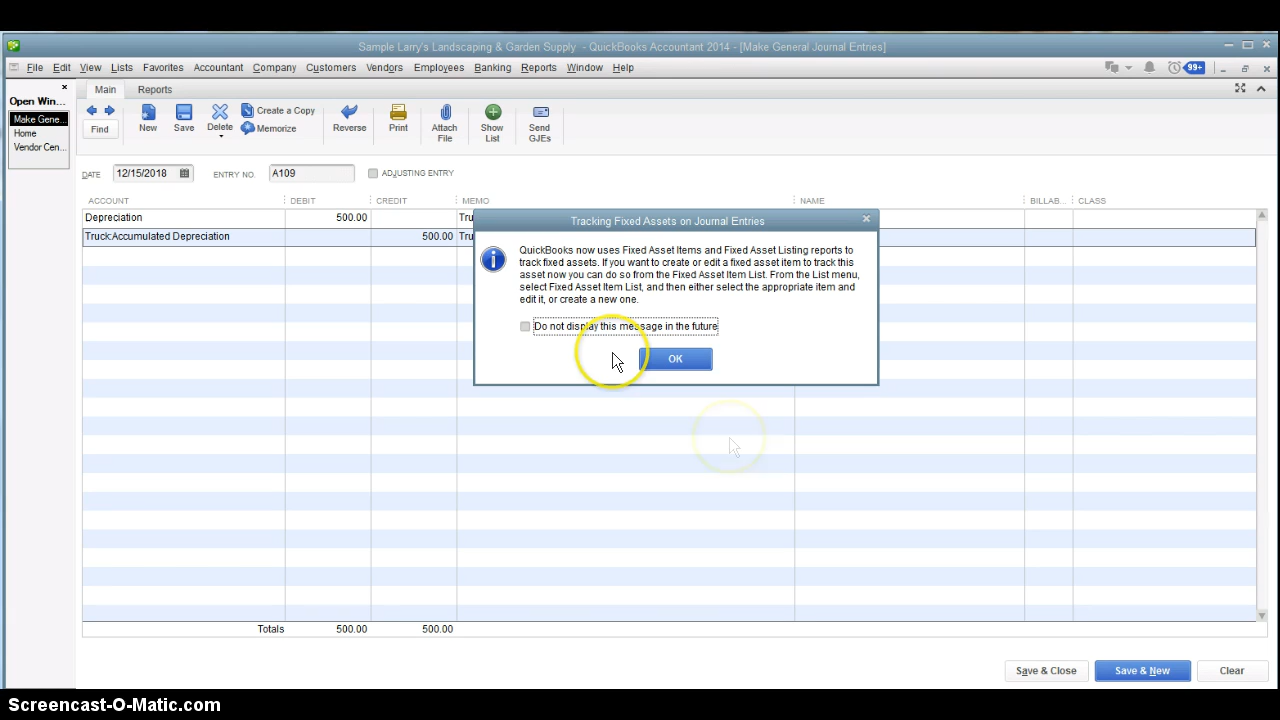 Sample Larry's Landscaping & Garden Supply - QuickBooks Accountant 2014 - [Make General Journal Entries]
File Edit View Lists Favorites Accountant Company Customers Vendors Employees Banking Reports Window Help
99+
Open Win...
Make Gene...
Home
Vendor Cen...
Main Reports
Find
New
Save
Delete
Create a Copy
Memorize
Reverse
Print
Attach File
Show List
Send GJEs
DATE 12/15/2018 ENTRY NO. A109 ADJUSTING ENTRY
ACCOUNT DEBIT CREDIT MEMO NAME BILLAB... CLASS
Depreciation 500.00 Tru
Truck:Accumulated Depreciation 500.00 Tru
Tracking Fixed Assets on Journal Entries
QuickBooks now uses Fixed Asset Items and Fixed Asset Listing reports to
track fixed assets. If you want to create or edit a fixed asset item to track this
asset now you can do so from the Fixed Asset Item List. From the List menu,
select Fixed Asset Item List, and then either select the appropriate item and
edit it, or create a new one.
Do not display this message in the future
OK
Totals 500.00 500.00
Save & Close Save & New Clear
Screencast-O-Matic.com